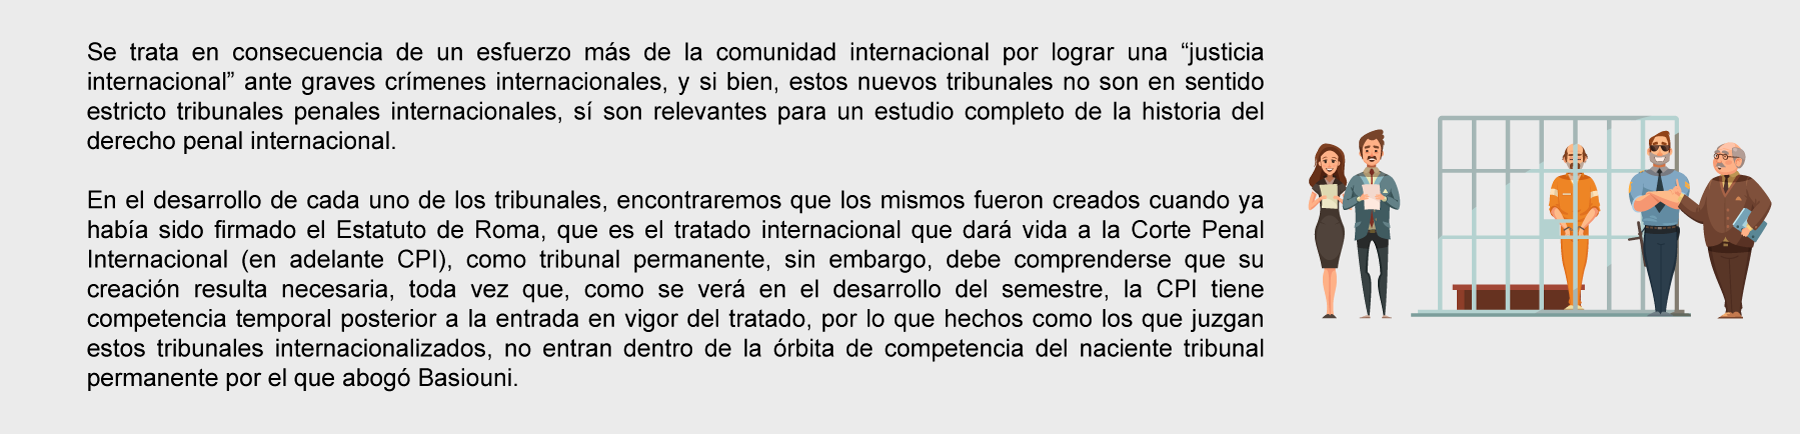 Se trata en consecuencia de un esfuerzo más de la comunidad internacional por lograr una “justicia
internacional” ante graves crímenes internacionales, y si bien, estos nuevos tribunales no son en sentido
estricto tribunales penales internacionales, sí son relevantes para un estudio completo de la historia del
derecho penal internacional.
En el desarrollo de cada uno de los tribunales, encontraremos que los mismos fueron creados cuando ya
había sido firmado el Estatuto de Roma, que es el tratado internacional que dará vida a la Corte Penal
Internacional (en adelante CPI), como tribunal permanente, sin embargo, debe comprenderse que su
creación resulta necesaria, toda vez que, como se verá en el desarrollo del semestre, la CPI tiene
competencia temporal posterior a la entrada en vigor del tratado, por lo que hechos como los que juzgan
estos tribunales internacionalizados, no entran dentro de la órbita de competencia del naciente tribunal
permanente por el que abogó Basiouni.